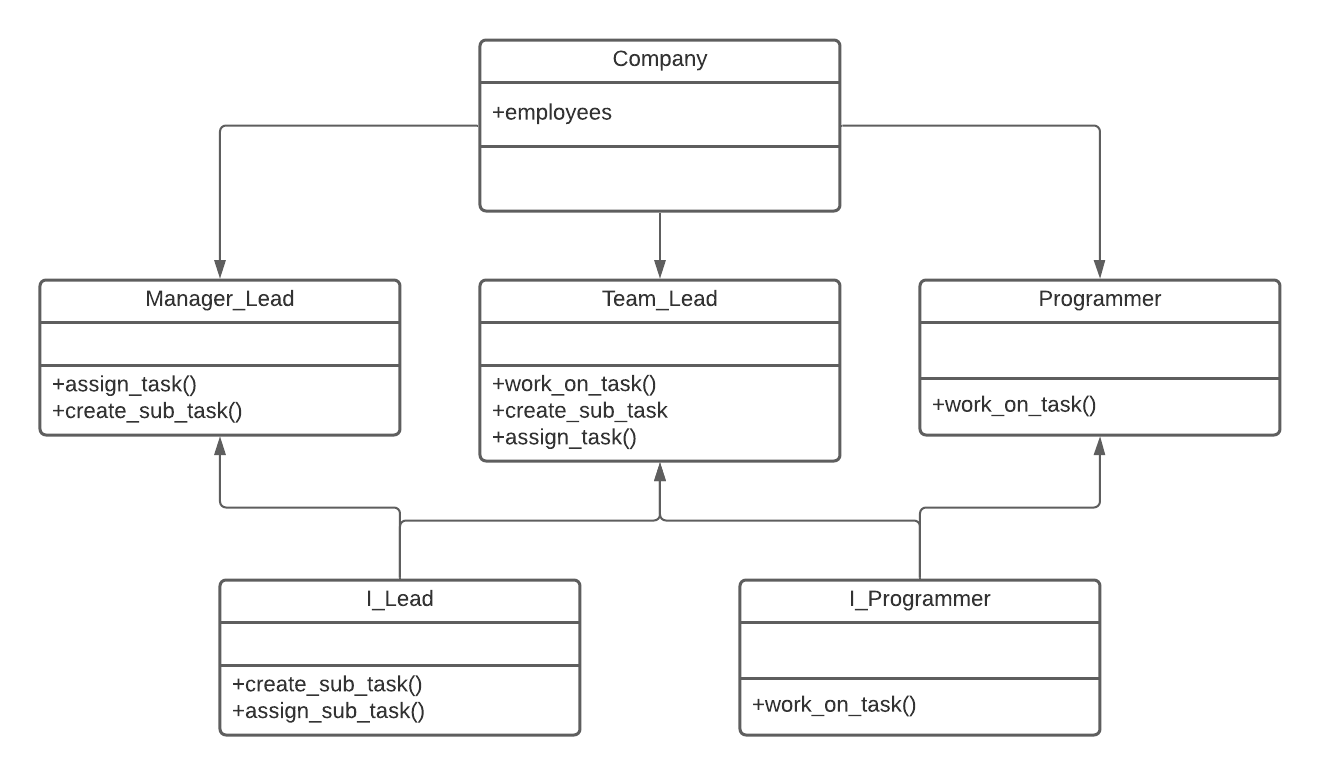 Company
+employees
Manager_Lead
+assign_task()
+create_sub_task()
Team_Lead
+work_on_task()
+create_sub_task
+assign_task()
Programmer
+work_on_task()
I_Lead
+create_sub_task()
+assign_sub_task()
I_Programmer
+work_on_task()